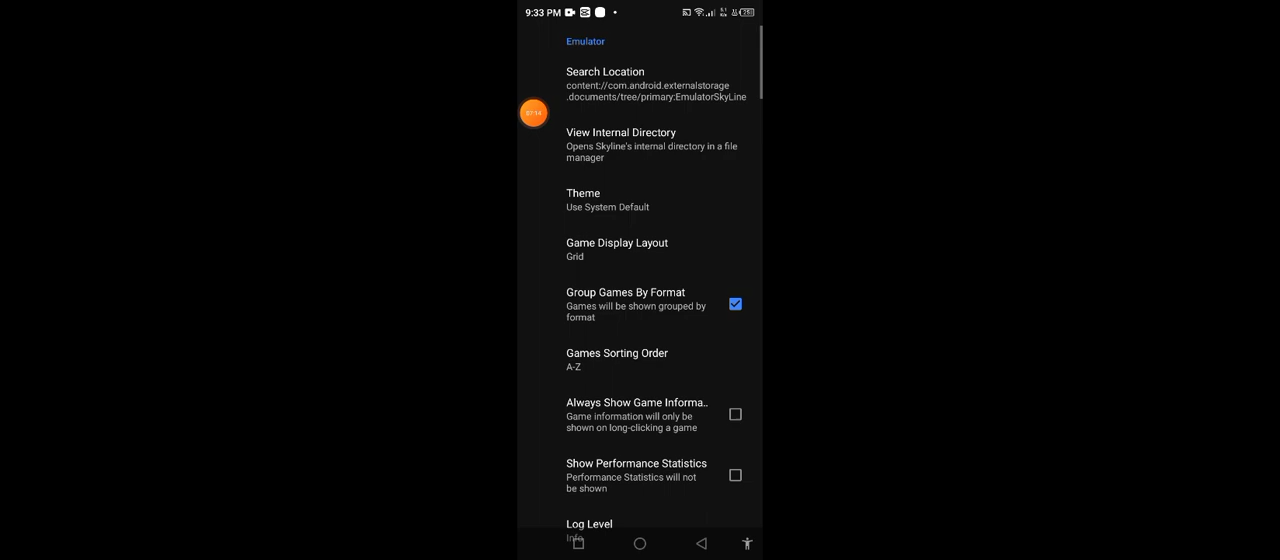 9:33 PM
Emulator
Search Location
content://com.android.externalstorage
.documents/tree/primary:EmulatorSkyLine
07:14
View Internal Directory
Opens Skyline's internal directory in a file
manager
Theme
Use System Default
Game Display Layout
Grid
Group Games By Format
Games will be shown grouped by
format
Games Sorting Order
A-Z
Always Show Game Informa..
Game information will only be
shown on long-clicking a game
Show Performance Statistics
Performance Statistics will not
be shown
Log Level
Info